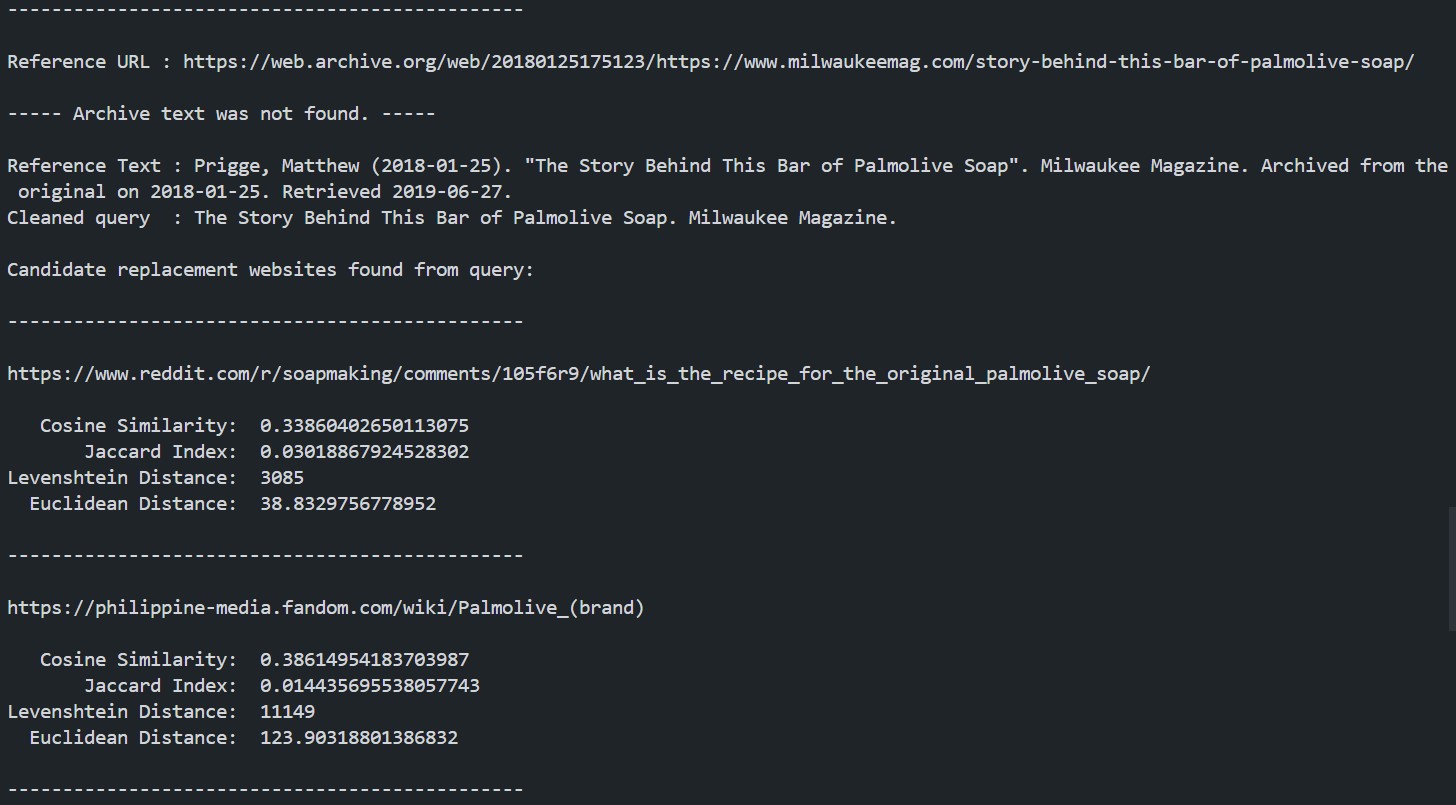 -----------------------------------------------
Reference URL : https://web.archive.org/web/20180125175123/https://www.milwaukeemag.com/story-behind-this-bar-of-palmolive-soap/
----- Archive text was not found. -----
Reference Text : Prigge, Matthew (2018-01-25). "The Story Behind This Bar of Palmolive Soap". Milwaukee Magazine. Archived from the
 original on 2018-01-25. Retrieved 2019-06-27.
Cleaned query  : The Story Behind This Bar of Palmolive Soap. Milwaukee Magazine.
Candidate replacement websites found from query:
-----------------------------------------------
https://www.reddit.com/r/soapmaking/comments/105f6r9/what_is_the_recipe_for_the_original_palmolive_soap/
   Cosine Similarity:  0.33860402650113075
       Jaccard Index:  0.03018867924528302
Levenshtein Distance:  3085
  Euclidean Distance:  38.8329756778952
-----------------------------------------------
https://philippine-media.fandom.com/wiki/Palmolive_(brand)
   Cosine Similarity:  0.38614954183703987
       Jaccard Index:  0.014435695538057743
Levenshtein Distance:  11149
  Euclidean Distance:  123.90318801386832
-----------------------------------------------